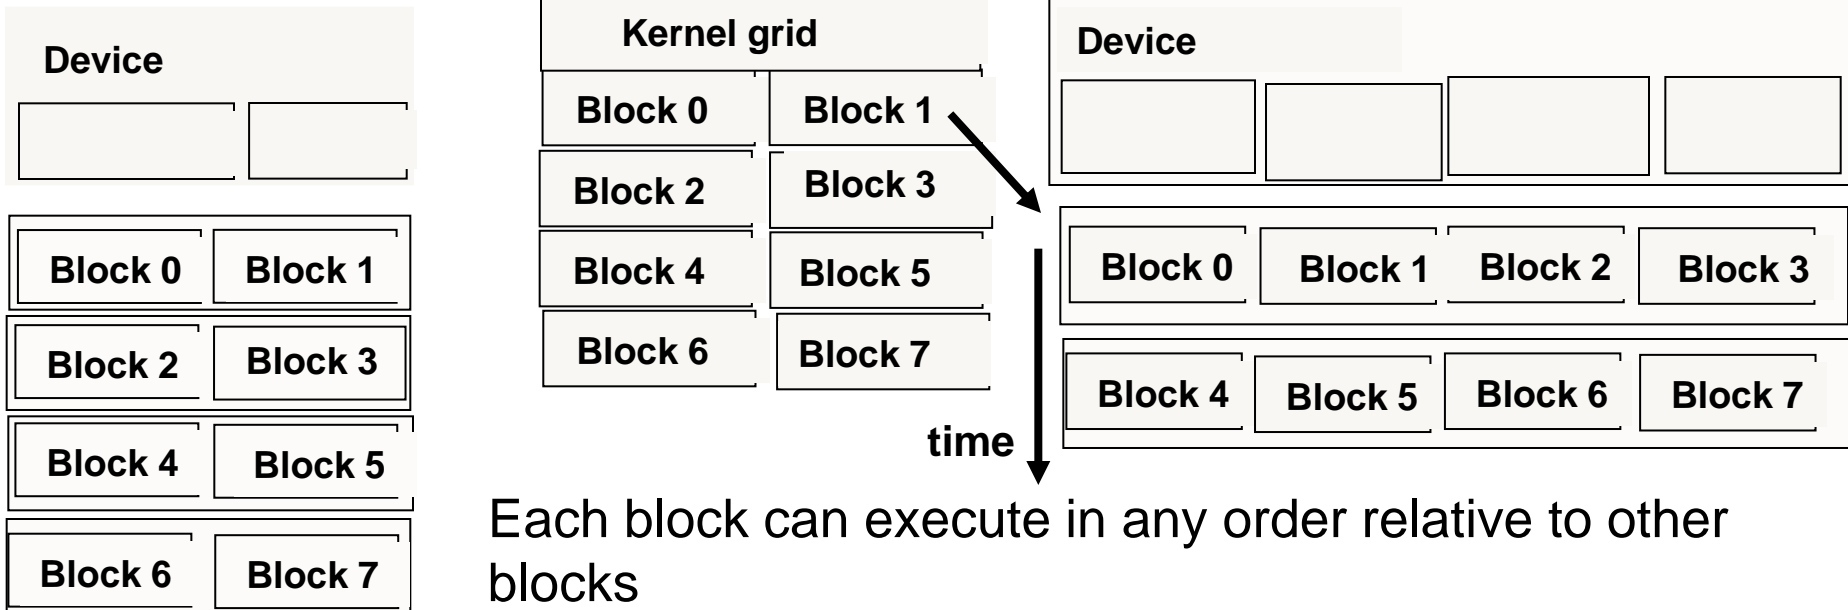 Device
Block 0 Block 1
Block 2 Block 3
Block 4 Block 5
Block 6 Block 7
Kernel grid
Block 0 Block 1
Block 2 Block 3
Block 4 Block 5
Block 6 Block 7
Device
Block 0 Block 1 Block 2 Block 3
Block 4 Block 5 Block 6 Block 7
time
Each block can execute in any order relative to other
blocks